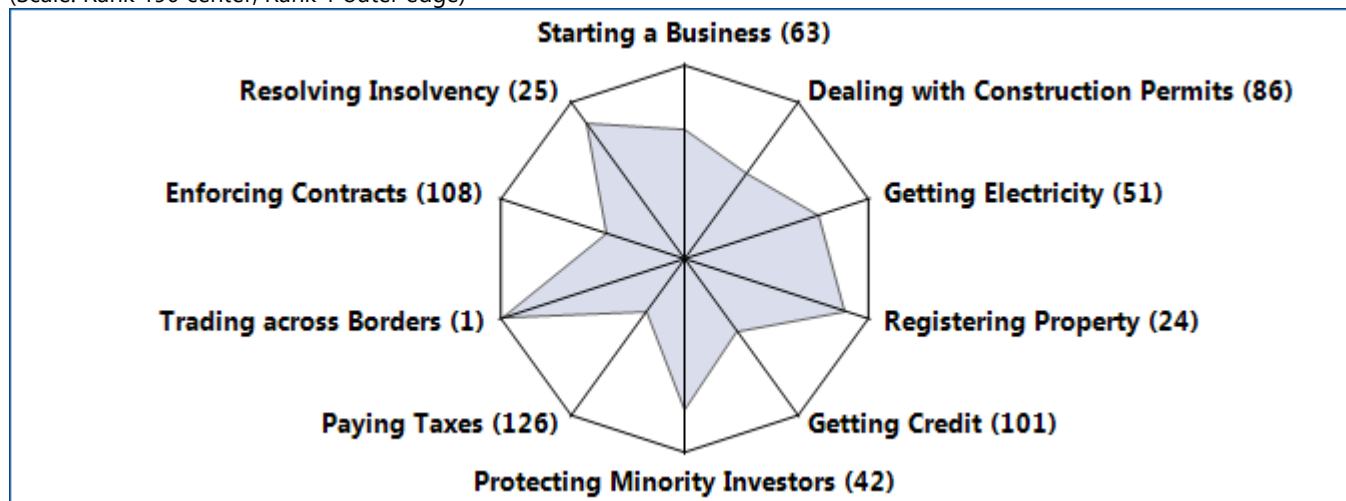 (Scale: Rank 190 center, Rank 1 outer edge)
Starting a Business (63)
Resolving Insolvency (25)
Dealing with Construction Permits (86)
Enforcing Contracts (108)
Getting Electricity (51)
Trading across Borders (1)
Registering Property (24)
Paying Taxes (126)
Getting Credit (101)
Protecting Minority Investors (42)